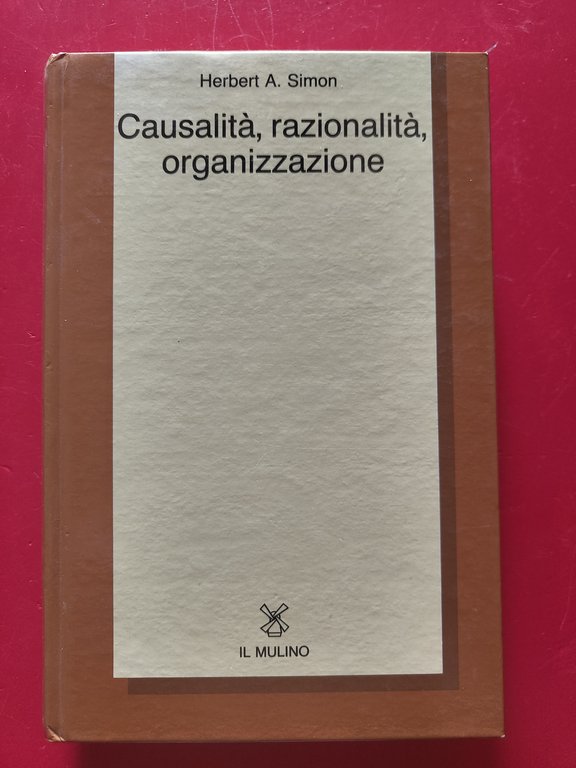 Herbert A. Simon
Causalità, razionalità,
organizzazione
IL MULINO